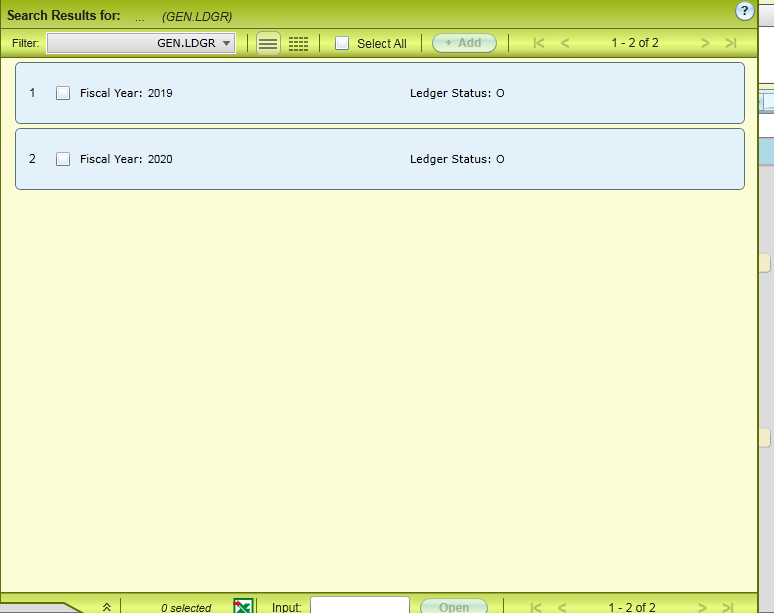 Search Results for: ... (GEN.LDGR) ?
Filter: GEN.LDGR Select All + Add |< < 1 - 2 of 2 > >|
1 Fiscal Year: 2019 Ledger Status: O
2 Fiscal Year: 2020 Ledger Status: O
0 selected Input: Open |< < 1 - 2 of 2 > >|